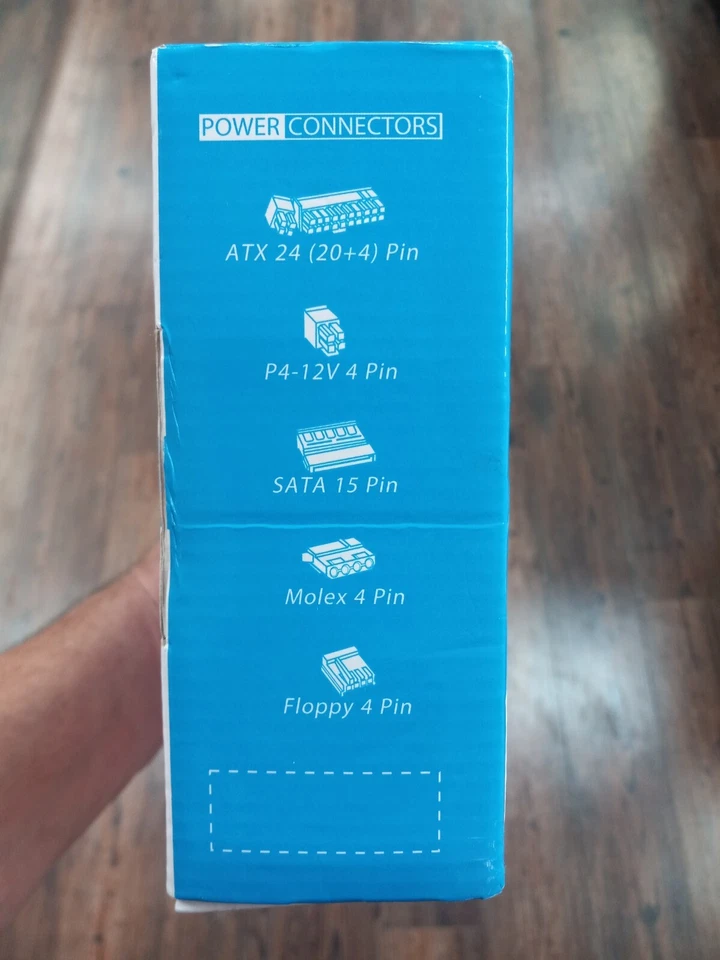 POWER CONNECTORS
ATX 24 (20+4) Pin
P4-12V 4 Pin
SATA 15 Pin
Molex 4 Pin
Floppy 4 Pin